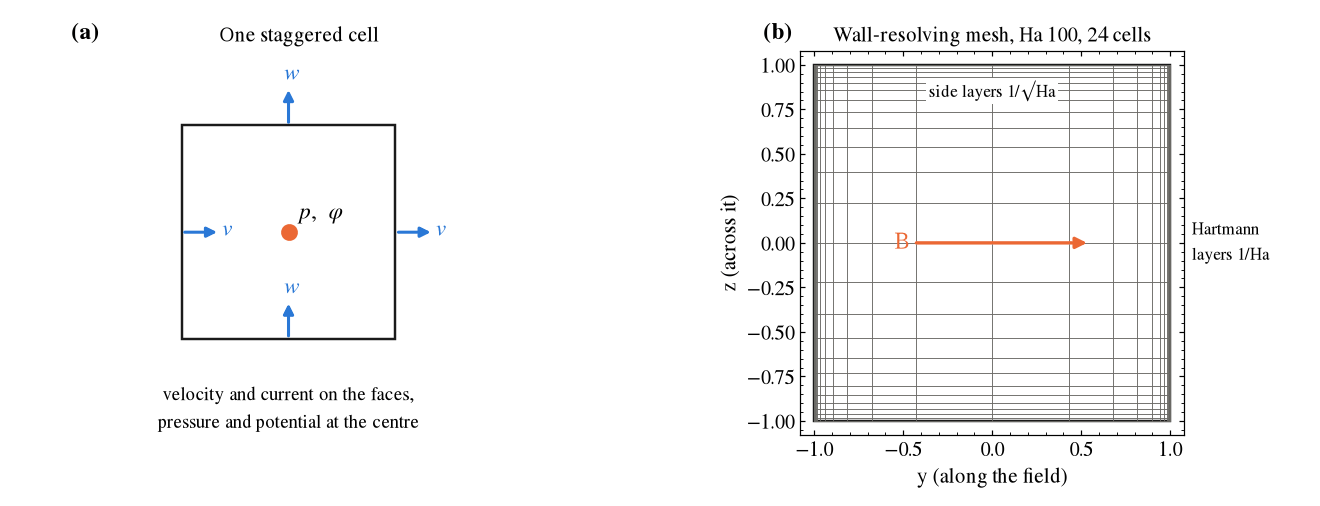 (a)
One staggered cell
w
p, φ
v
v
w
velocity and current on the faces,
pressure and potential at the centre
(b)
Wall-resolving mesh, Ha 100, 24 cells
side layers 1/√Ha
B
Hartmann
layers 1/Ha
z (across it)
1.00
0.75
0.50
0.25
0.00
−0.25
−0.50
−0.75
−1.00
−1.0
−0.5
0.0
0.5
1.0
y (along the field)